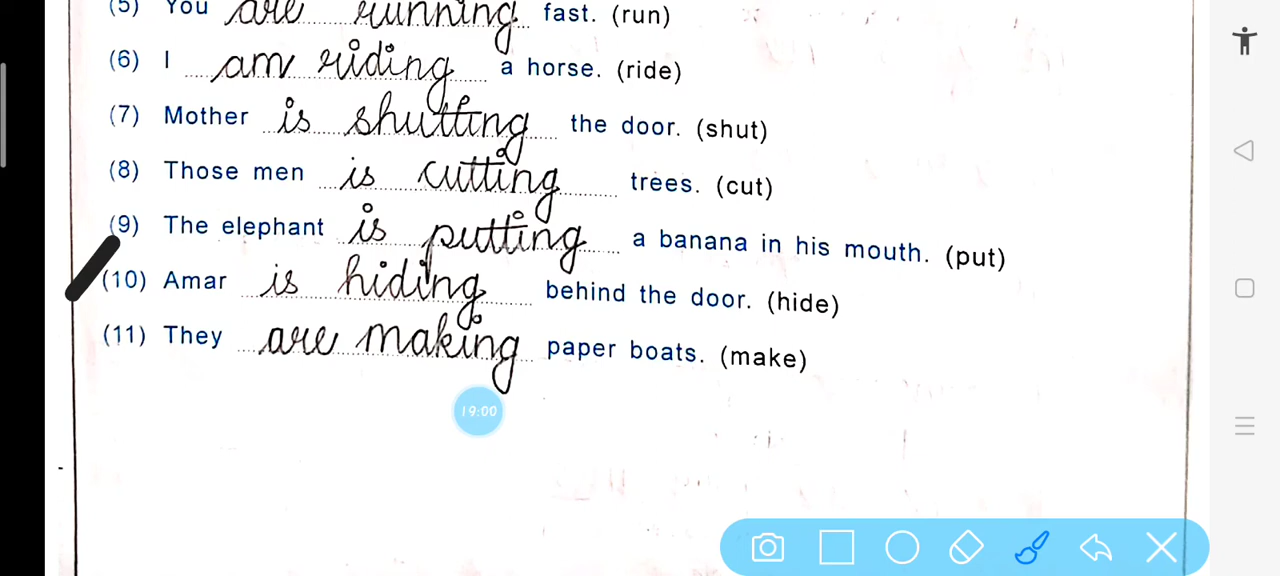 (5) You are running fast. (run)
(6) I am riding a horse. (ride)
(7) Mother is shutting the door. (shut)
(8) Those men is cutting trees. (cut)
(9) The elephant is putting a banana in his mouth. (put)
(10) Amar is hiding behind the door. (hide)
(11) They are making paper boats. (make)
19:00